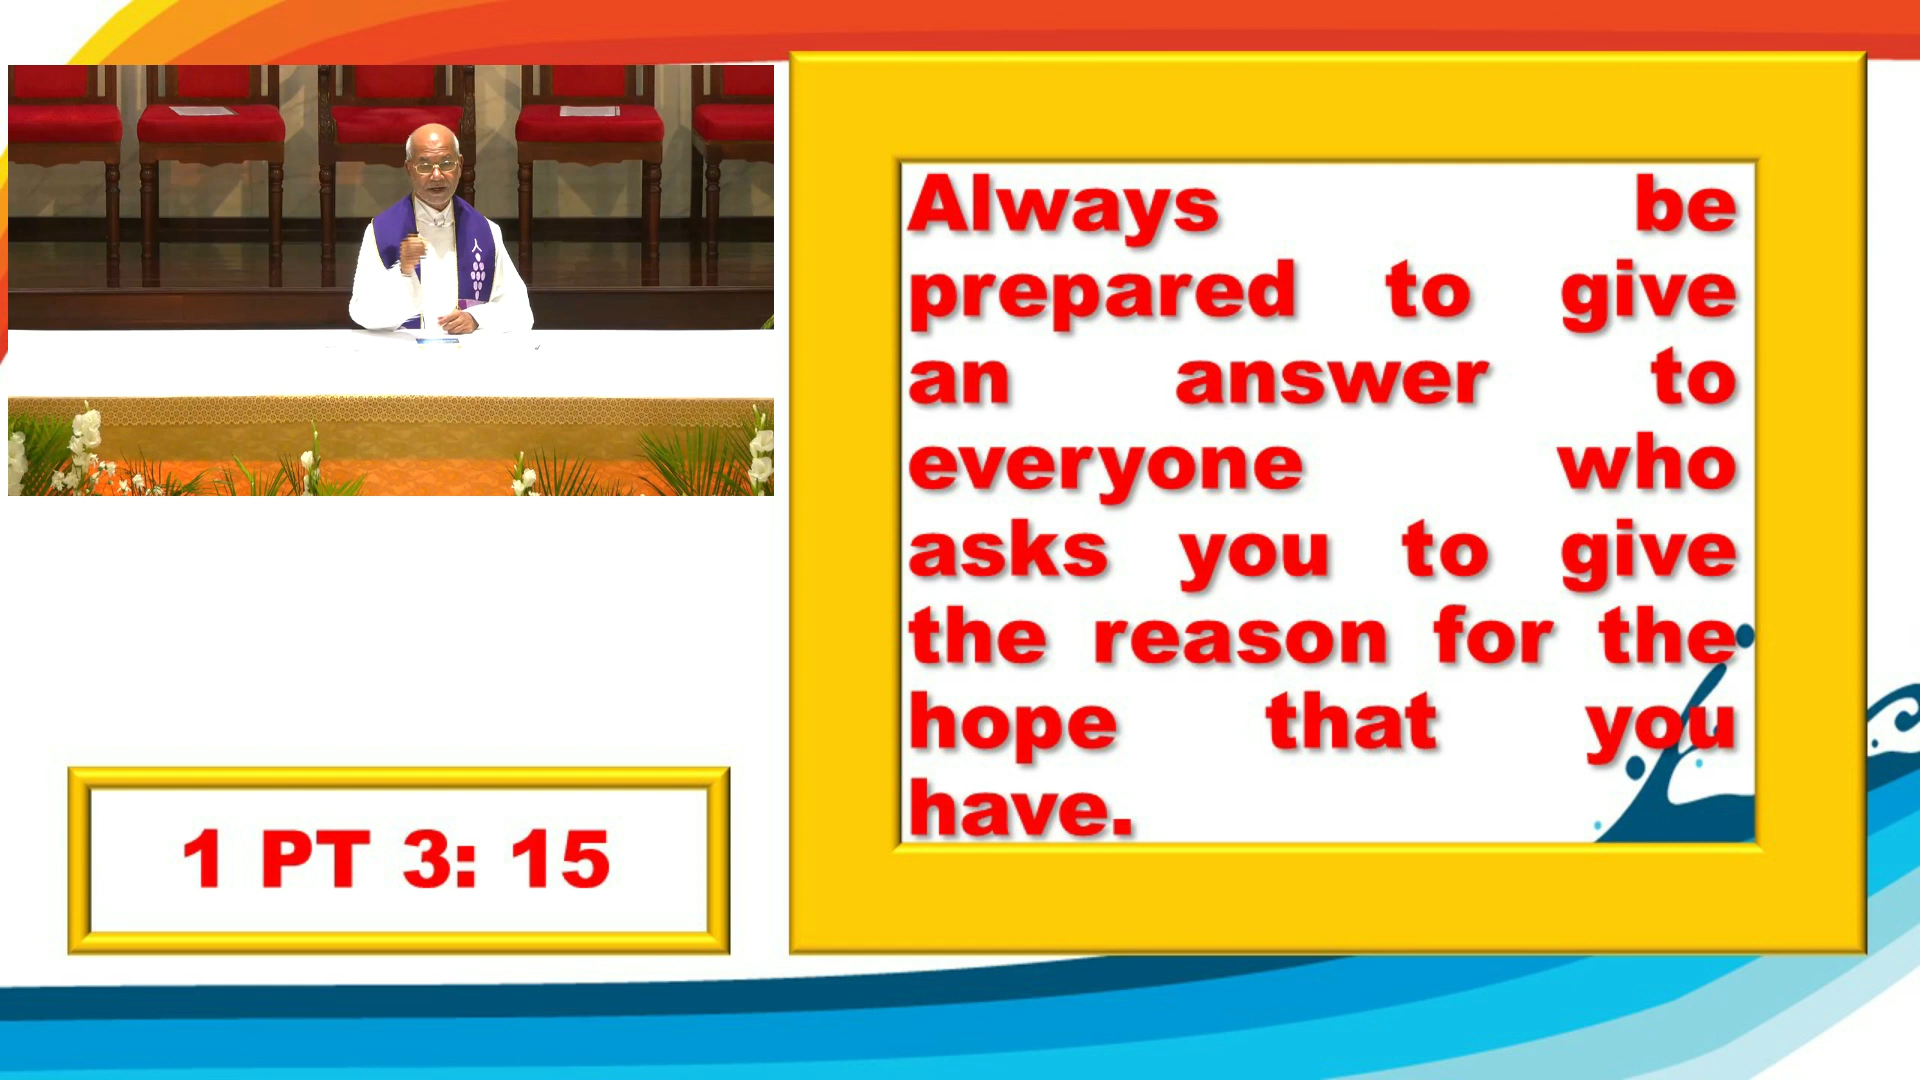 Always be
prepared to give
an answer to
everyone who
asks you to give
the reason for the
hope that you
have.
1 PT 3: 15